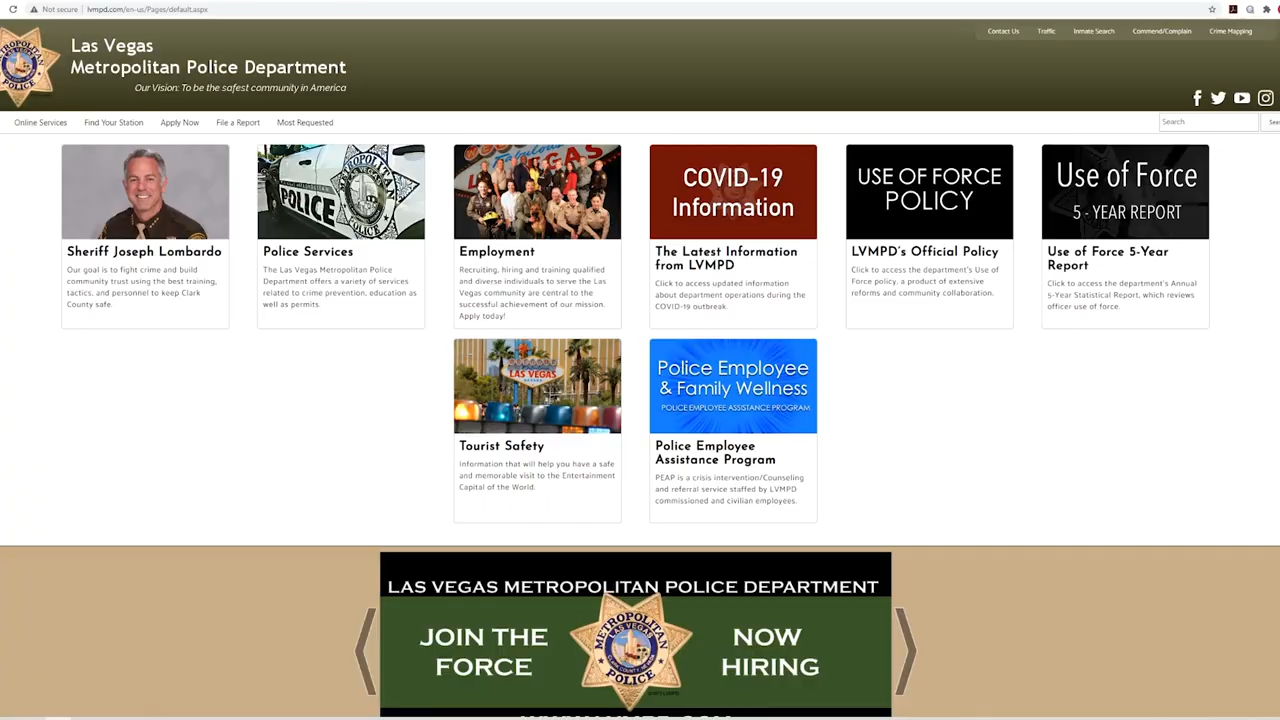 Not secure | lvmpd.com/en-us/Pages/default.aspx
Las Vegas
Metropolitan Police Department
Our Vision: To be the safest community in America
Contact Us Traffic Inmate Search Commend/Complain Crime Mapping
Online Services Find Your Station Apply Now File a Report Most Requested
Search
METROPOLITAN
POLICE
Sheriff Joseph Lombardo
Our goal is to fight crime and build
community trust using the best training,
tactics, and personnel to keep Clark
County safe.
POLICE
Police Services
The Las Vegas Metropolitan Police
Department offers a variety of services
related to crime prevention, education as
well as permits.
Employment
Recruiting, hiring and training qualified
and diverse individuals to serve the Las
Vegas community are central to the
successful achievement of our mission.
Apply today!
COVID-19
Information
The Latest Information
from LVMPD
Click to access updated information
about department operations during the
COVID-19 outbreak.
USE OF FORCE
POLICY
LVMPD's Official Policy
Click to access the department's Use of
Force policy, a product of extensive
reforms and community collaboration.
Use of Force
5 - YEAR REPORT
Use of Force 5-Year
Report
Click to access the department's Annual
5-Year Statistical Report, which reviews
officer use of force.
LAS VEGAS
Tourist Safety
Information that will help you have a safe
and memorable visit to the Entertainment
Capital of the World.
Police Employee
& Family Wellness
POLICE EMPLOYEE ASSISTANCE PROGRAM
Police Employee
Assistance Program
PEAP is a crisis intervention/Counseling
and referral service staffed by LVMPD
commissioned and civilian employees.
LAS VEGAS METROPOLITAN POLICE DEPARTMENT
JOIN THE
FORCE
METROPOLITAN
LAS VEGAS
POLICE
NOW
HIRING